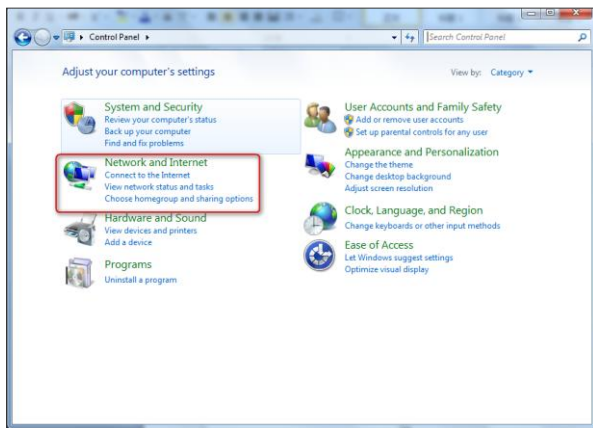 Control Panel
Search Control Panel
Adjust your computer's settings
View by: Category
System and Security
Review your computer's status
Back up your computer
Find and fix problems
Network and Internet
Connect to the Internet
View network status and tasks
Choose homegroup and sharing options
Hardware and Sound
View devices and printers
Add a device
Programs
Uninstall a program
User Accounts and Family Safety
Add or remove user accounts
Set up parental controls for any user
Appearance and Personalization
Change the theme
Change desktop background
Adjust screen resolution
Clock, Language, and Region
Change keyboards or other input methods
Ease of Access
Let Windows suggest settings
Optimize visual display